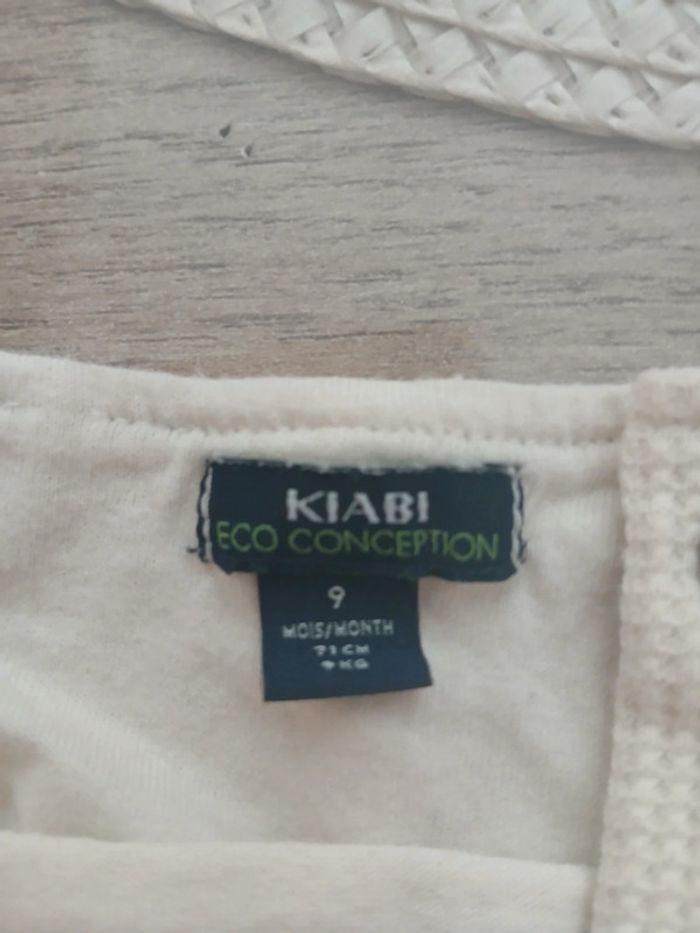 KIABI
ECO CONCEPTION
9
MOIS/MONTH
71 CM
9 KG